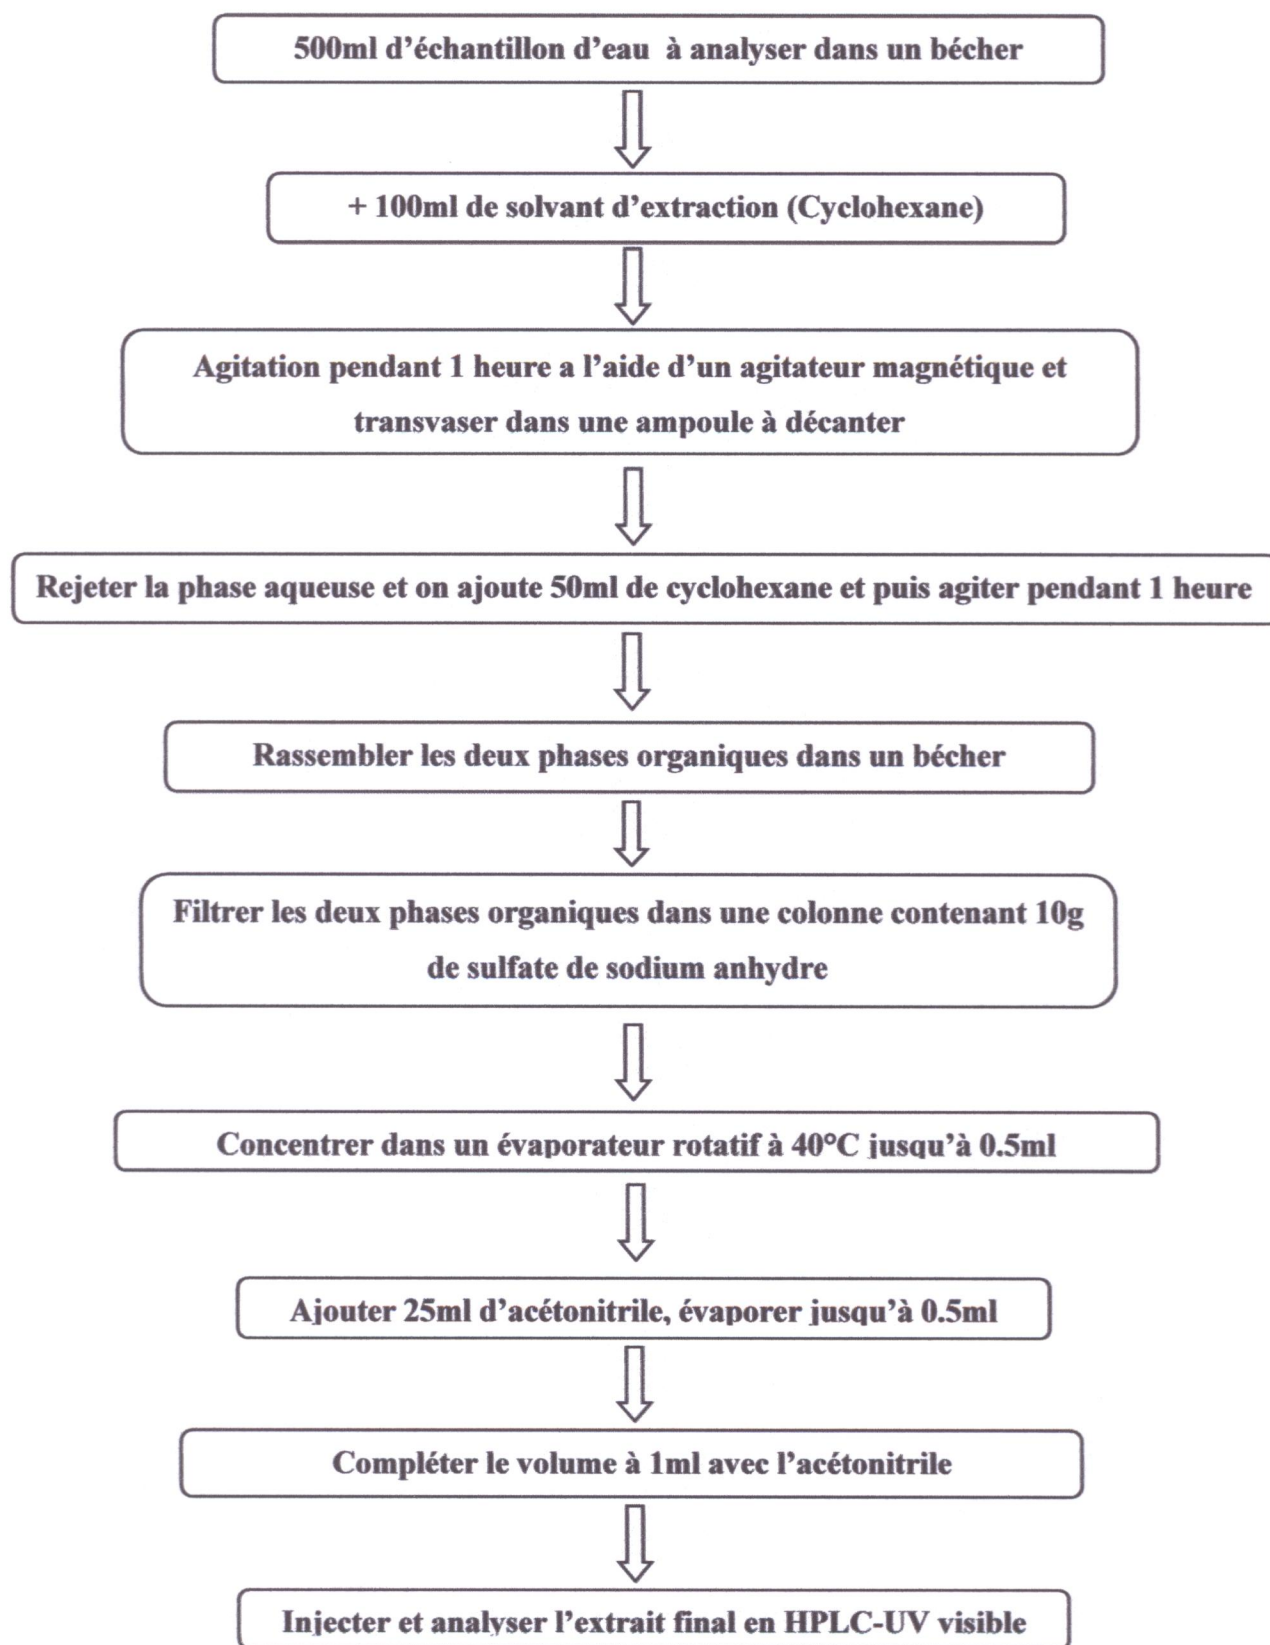 500ml d'échantillon d'eau à analyser dans un bécher
+ 100ml de solvant d'extraction (Cyclohexane)
Agitation pendant 1 heure a l'aide d'un agitateur magnétique et
transvaser dans une ampoule à décanter
Rejeter la phase aqueuse et on ajoute 50ml de cyclohexane et puis agiter pendant 1 heure
Rassembler les deux phases organiques dans un bécher
Filtrer les deux phases organiques dans une colonne contenant 10g
de sulfate de sodium anhydre
Concentrer dans un évaporateur rotatif à 40°C jusqu'à 0.5ml
Ajouter 25ml d'acétonitrile, évaporer jusqu'à 0.5ml
Compléter le volume à 1ml avec l'acétonitrile
Injecter et analyser l'extrait final en HPLC-UV visible